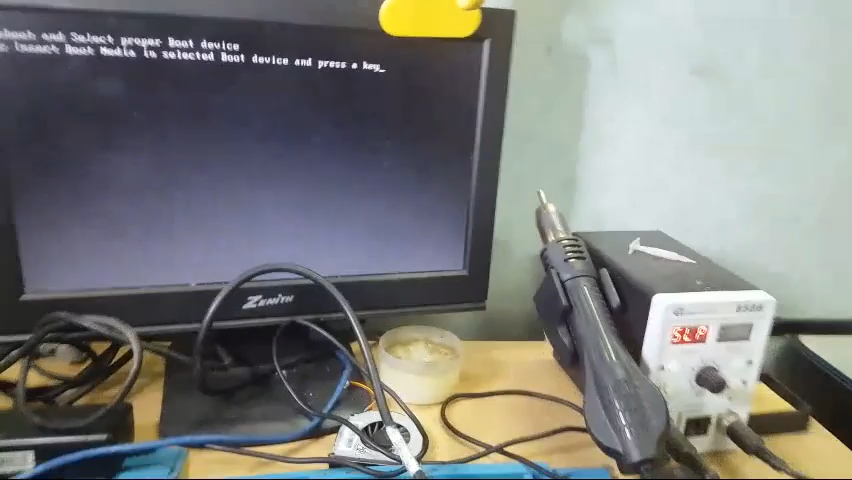 Reboot and Select proper Boot device
or Insert Boot Media in selected Boot device and press a key_
ZENITH
SLP
858D